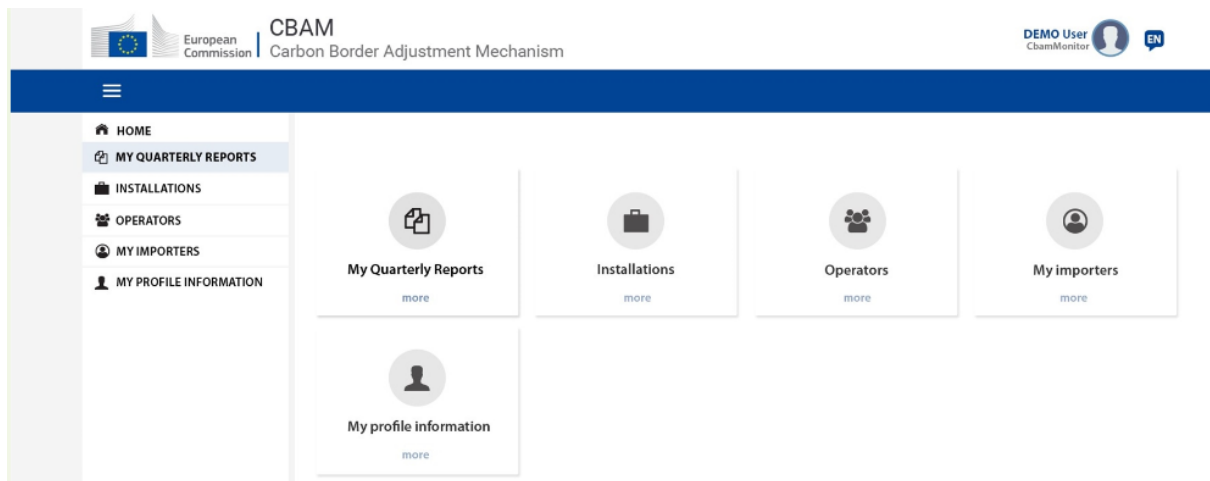 European
Commission
CBAM
Carbon Border Adjustment Mechanism
DEMO User
CbamMonitor
EN
HOME
MY QUARTERLY REPORTS
INSTALLATIONS
OPERATORS
MY IMPORTERS
MY PROFILE INFORMATION
My Quarterly Reports
more
Installations
more
Operators
more
My importers
more
My profile information
more